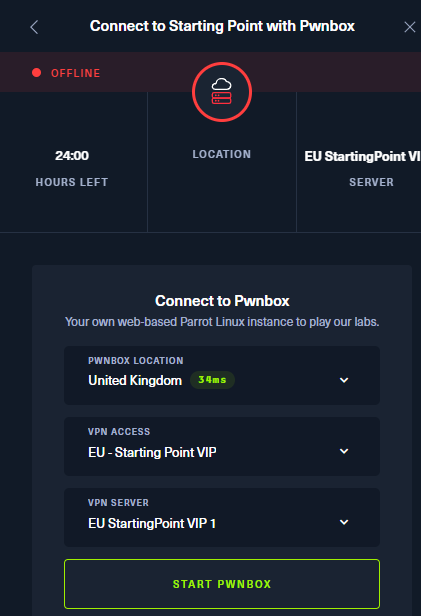 Connect to Starting Point with Pwnbox
OFFLINE
24:00
HOURS LEFT
LOCATION
EU StartingPoint VI
SERVER
Connect to Pwnbox
Your own web-based Parrot Linux instance to play our labs.
PWNBOX LOCATION
United Kingdom 34ms
VPN ACCESS
EU - Starting Point VIP
VPN SERVER
EU StartingPoint VIP 1
START PWNBOX